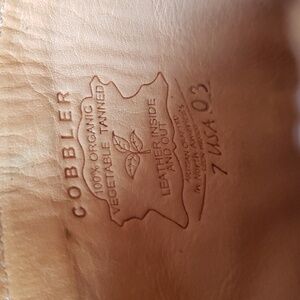 COBBLER
100% ORGANIC
VEGETABLE TANNED
LEATHER INSIDE
AND OUT
7 USA 03